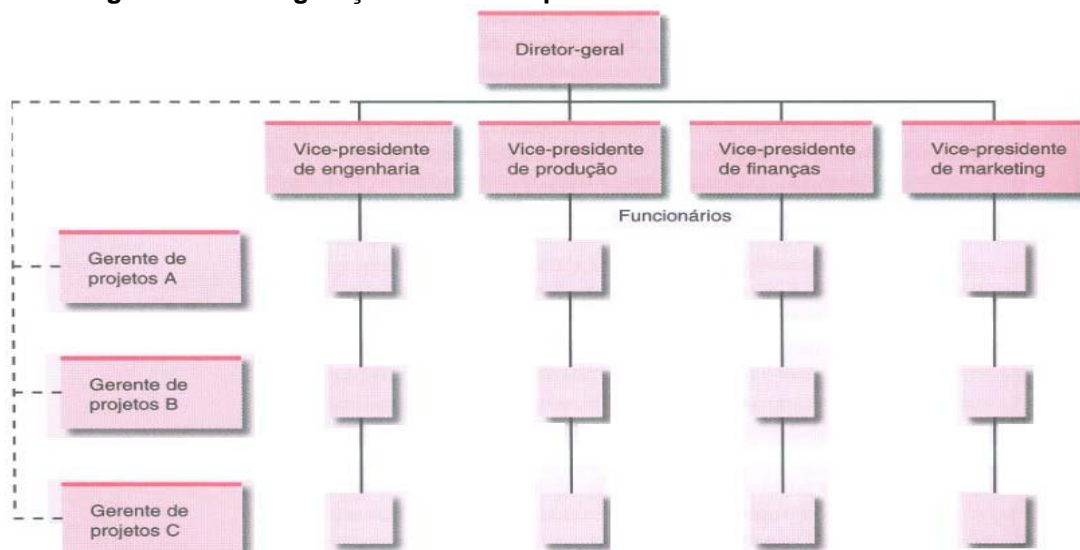 Diretor-geral
Vice-presidente
de engenharia
Vice-presidente
de produção
Vice-presidente
de finanças
Vice-presidente
de marketing
Funcionários
Gerente de
projetos A
Gerente de
projetos B
Gerente de
projetos C